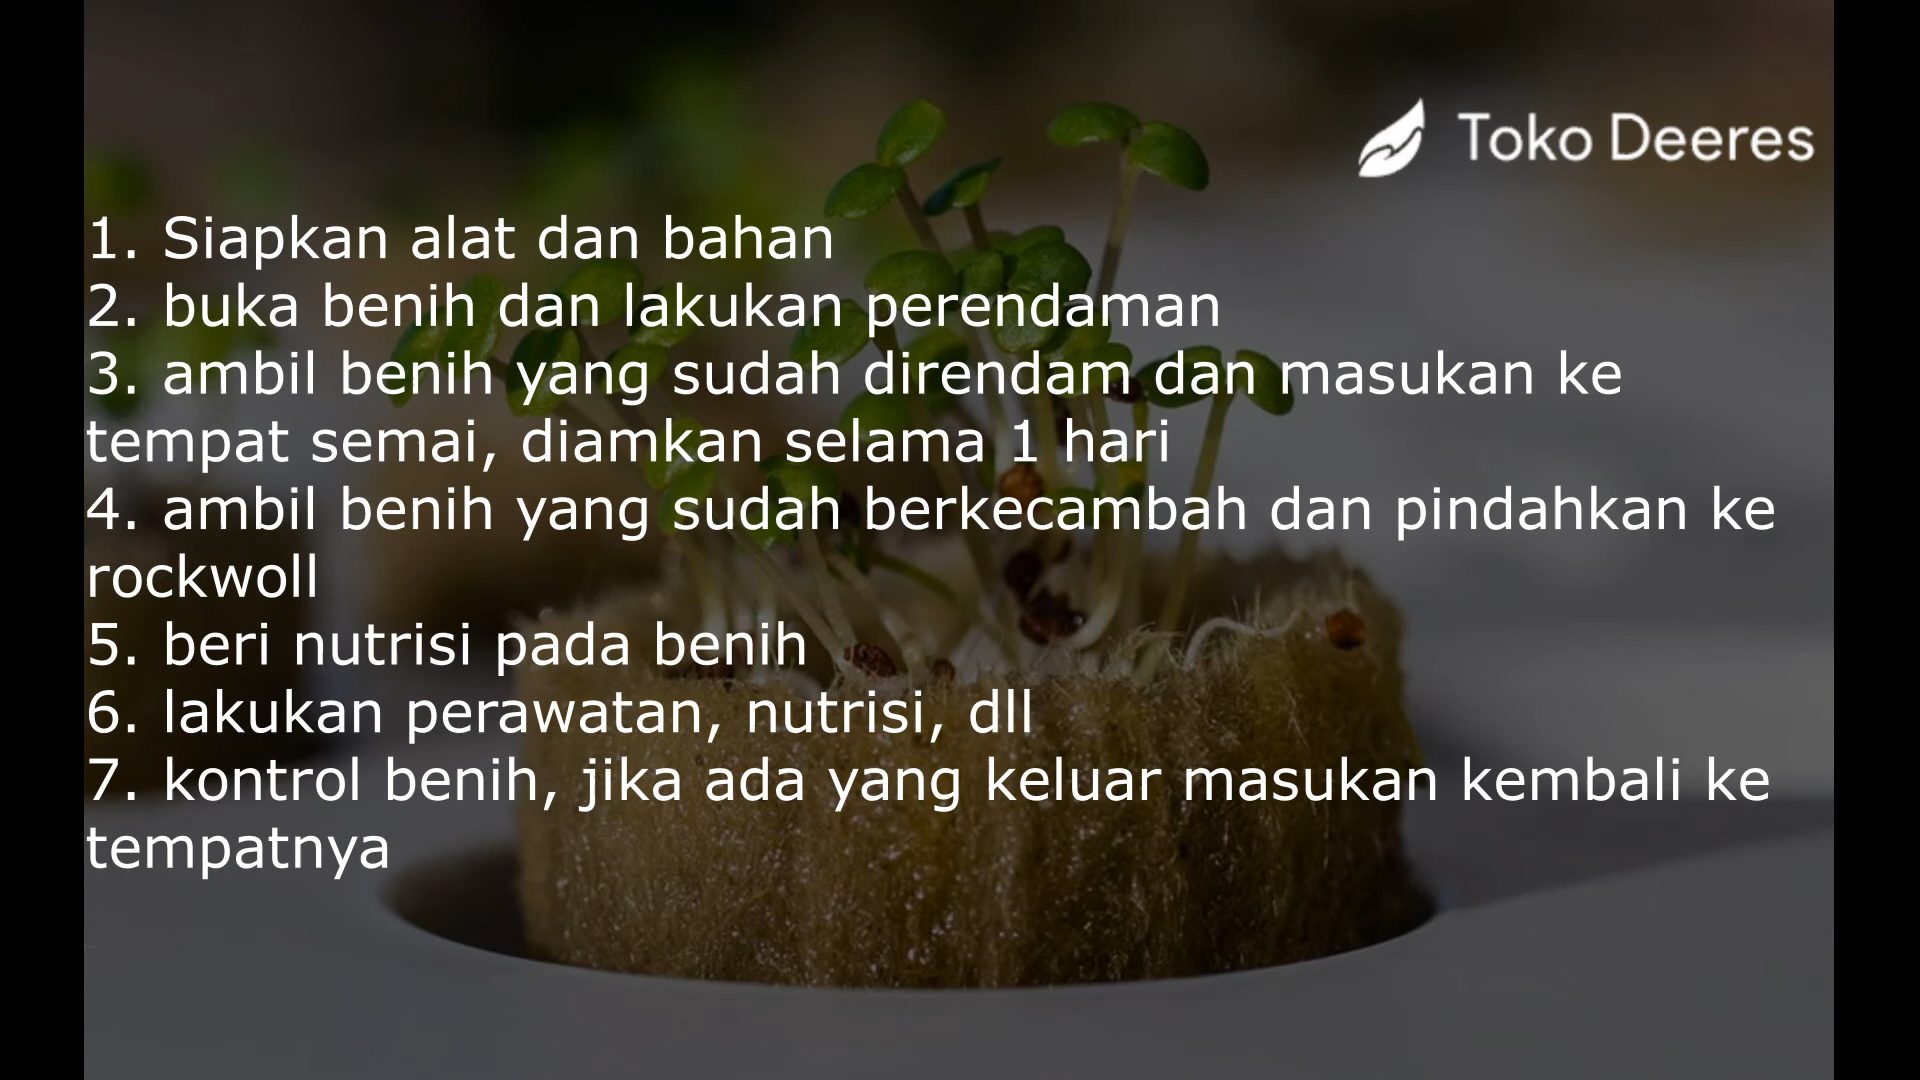 Toko Deeres
1. Siapkan alat dan bahan
2. buka benih dan lakukan perendaman
3. ambil benih yang sudah direndam dan masukan ke
tempat semai, diamkan selama 1 hari
4. ambil benih yang sudah berkecambah dan pindahkan ke
rockwoll
5. beri nutrisi pada benih
6. lakukan perawatan, nutrisi, dll
7. kontrol benih, jika ada yang keluar masukan kembali ke
tempatnya